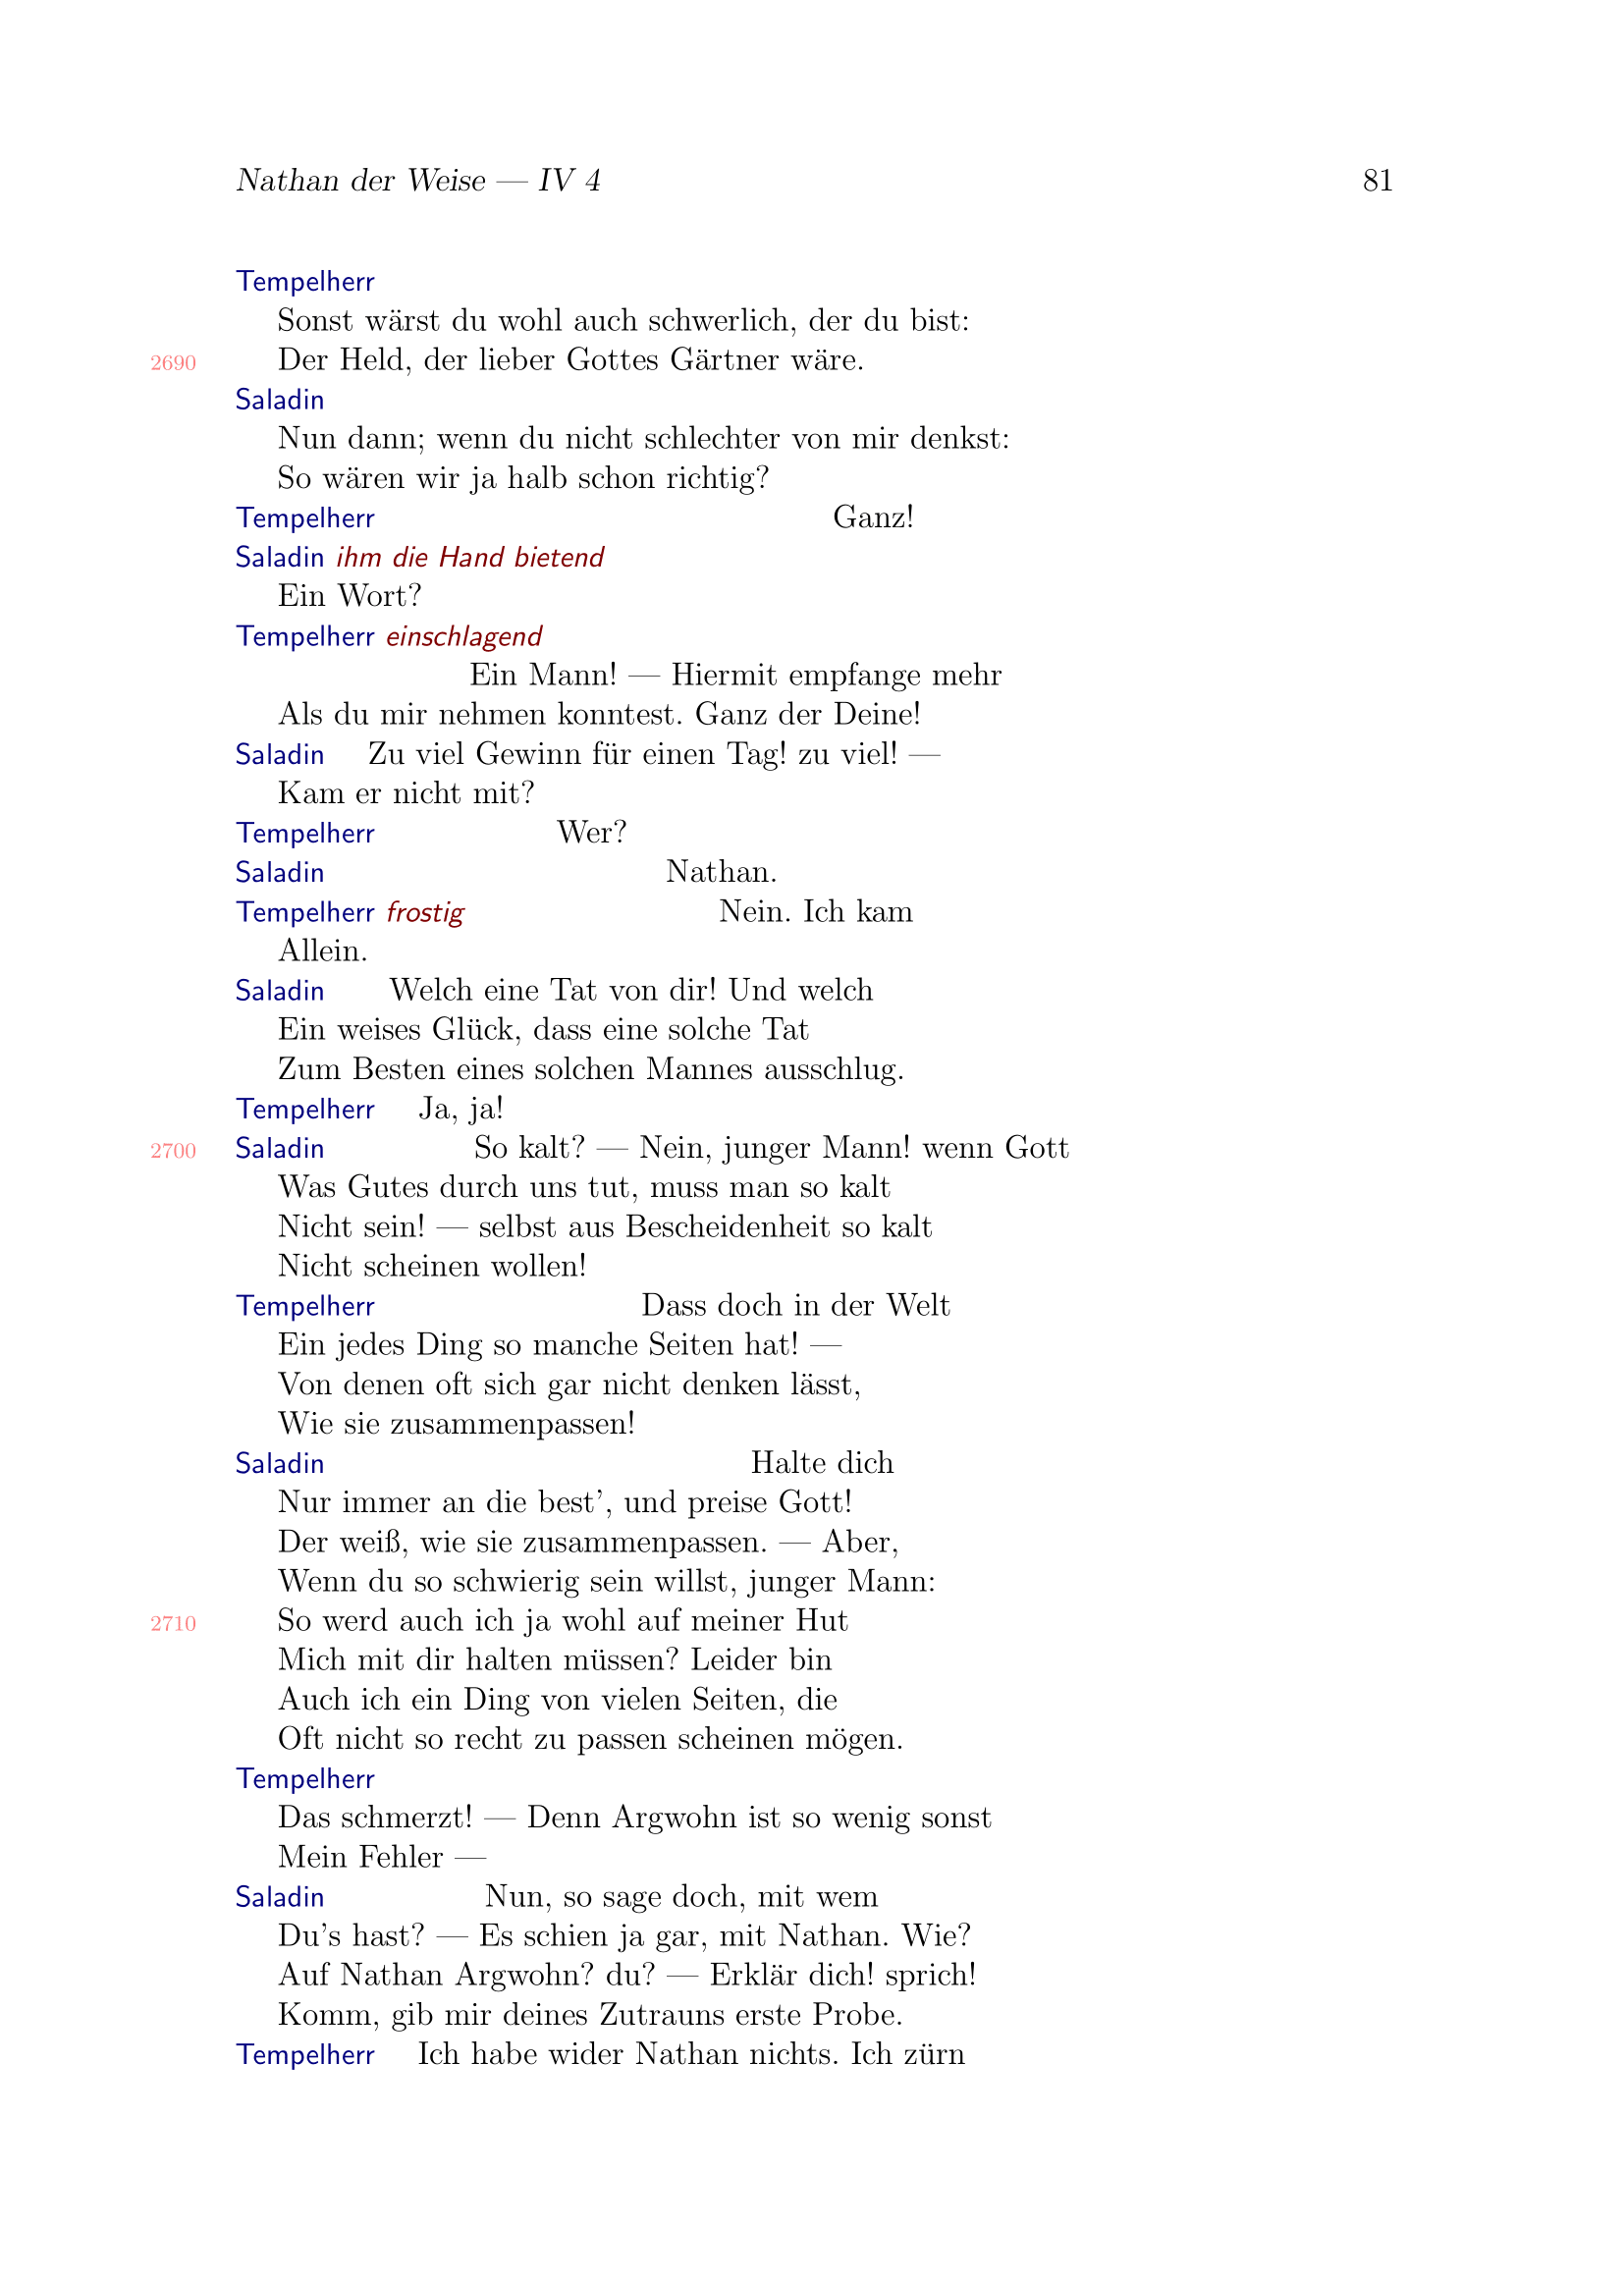 Nathan der Weise — IV 4 81
Tempelherr
Sonst wärst du wohl auch schwerlich, der du bist:
2690 Der Held, der lieber Gottes Gärtner wäre.
Saladin
Nun dann; wenn du nicht schlechter von mir denkst:
So wären wir ja halb schon richtig?
Tempelherr Ganz!
Saladin ihm die Hand bietend
Ein Wort?
Tempelherr einschlagend
Ein Mann! — Hiermit empfange mehr
Als du mir nehmen konntest. Ganz der Deine!
Saladin Zu viel Gewinn für einen Tag! zu viel! —
Kam er nicht mit?
Tempelherr Wer?
Saladin Nathan.
Tempelherr frostig Nein. Ich kam
Allein.
Saladin Welch eine Tat von dir! Und welch
Ein weises Glück, dass eine solche Tat
Zum Besten eines solchen Mannes ausschlug.
Tempelherr Ja, ja!
2700 Saladin So kalt? — Nein, junger Mann! wenn Gott
Was Gutes durch uns tut, muss man so kalt
Nicht sein! — selbst aus Bescheidenheit so kalt
Nicht scheinen wollen!
Tempelherr Dass doch in der Welt
Ein jedes Ding so manche Seiten hat! —
Von denen oft sich gar nicht denken lässt,
Wie sie zusammenpassen!
Saladin Halte dich
Nur immer an die best', und preise Gott!
Der weiß, wie sie zusammenpassen. — Aber,
Wenn du so schwierig sein willst, junger Mann:
2710 So werd auch ich ja wohl auf meiner Hut
Mich mit dir halten müssen? Leider bin
Auch ich ein Ding von vielen Seiten, die
Oft nicht so recht zu passen scheinen mögen.
Tempelherr
Das schmerzt! — Denn Argwohn ist so wenig sonst
Mein Fehler —
Saladin Nun, so sage doch, mit wem
Du's hast? — Es schien ja gar, mit Nathan. Wie?
Auf Nathan Argwohn? du? — Erklär dich! sprich!
Komm, gib mir deines Zutrauns erste Probe.
Tempelherr Ich habe wider Nathan nichts. Ich zürn